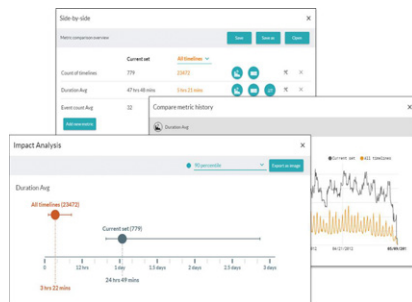 Side-by-side
Metric comparison overview
Save
Save as
Open
Current set
All timelines
Count of timelines
779
23472
Duration Avg
47 hrs 48 mins
3 hrs 22 mins
Event count Avg
32
Add new metric
Compare metric history
Duration Avg
Current set
All timelines
Impact Analysis
90 percentile
Export as image
Duration Avg
All timelines (23472)
Current set (779)
0
12 hrs
1 day
1.5 days
2 days
2.5 days
3 days
24 hrs 49 mins
3 hrs 22 mins